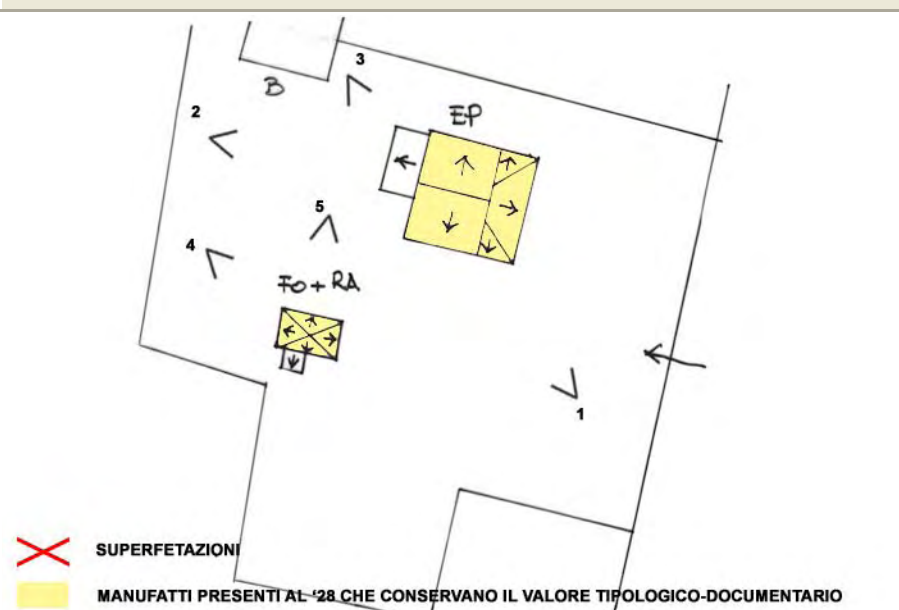 3
B
2
EP
5
4
FO + RA
1
SUPERFETAZIONI
MANUFATTI PRESENTI AL '28 CHE CONSERVANO IL VALORE TIPOLOGICO-DOCUMENTARIO